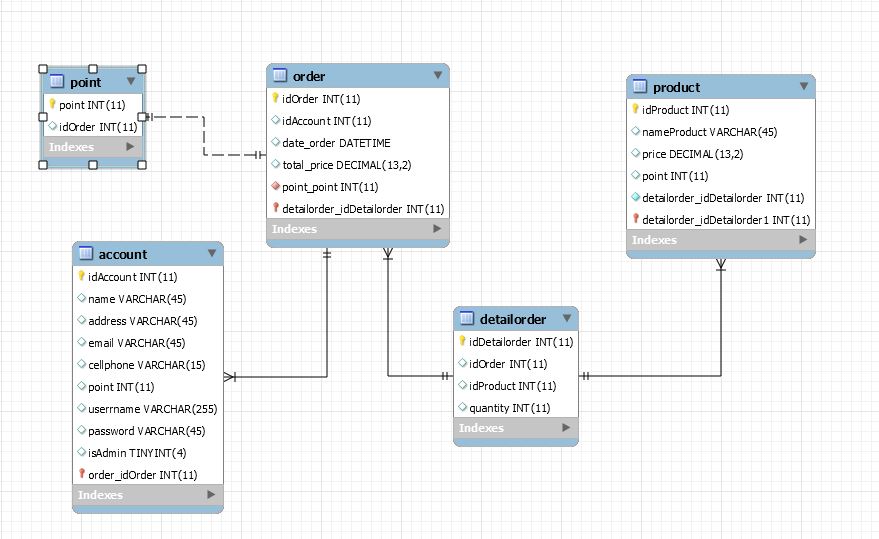 point
point INT(11)
idOrder INT(11)
Indexes
order
idOrder INT(11)
idAccount INT(11)
date_order DATETIME
total_price DECIMAL(13,2)
point_point INT(11)
detailorder_idDetailorder INT(11)
Indexes
product
idProduct INT(11)
nameProduct VARCHAR(45)
price DECIMAL(13,2)
point INT(11)
detailorder_idDetailorder INT(11)
detailorder_idDetailorder1 INT(11)
Indexes
account
idAccount INT(11)
name VARCHAR(45)
address VARCHAR(45)
email VARCHAR(45)
cellphone VARCHAR(15)
point INT(11)
userrname VARCHAR(255)
password VARCHAR(45)
isAdmin TINYINT(4)
order_idOrder INT(11)
Indexes
detailorder
idDetailorder INT(11)
idOrder INT(11)
idProduct INT(11)
quantity INT(11)
Indexes